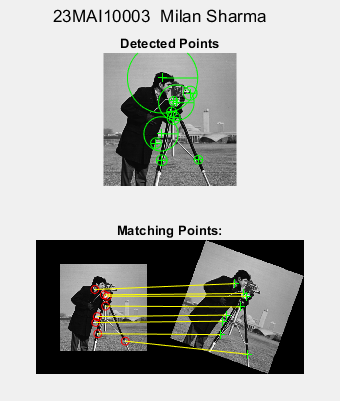 23MAI10003 Milan Sharma
Detected Points
Matching Points: